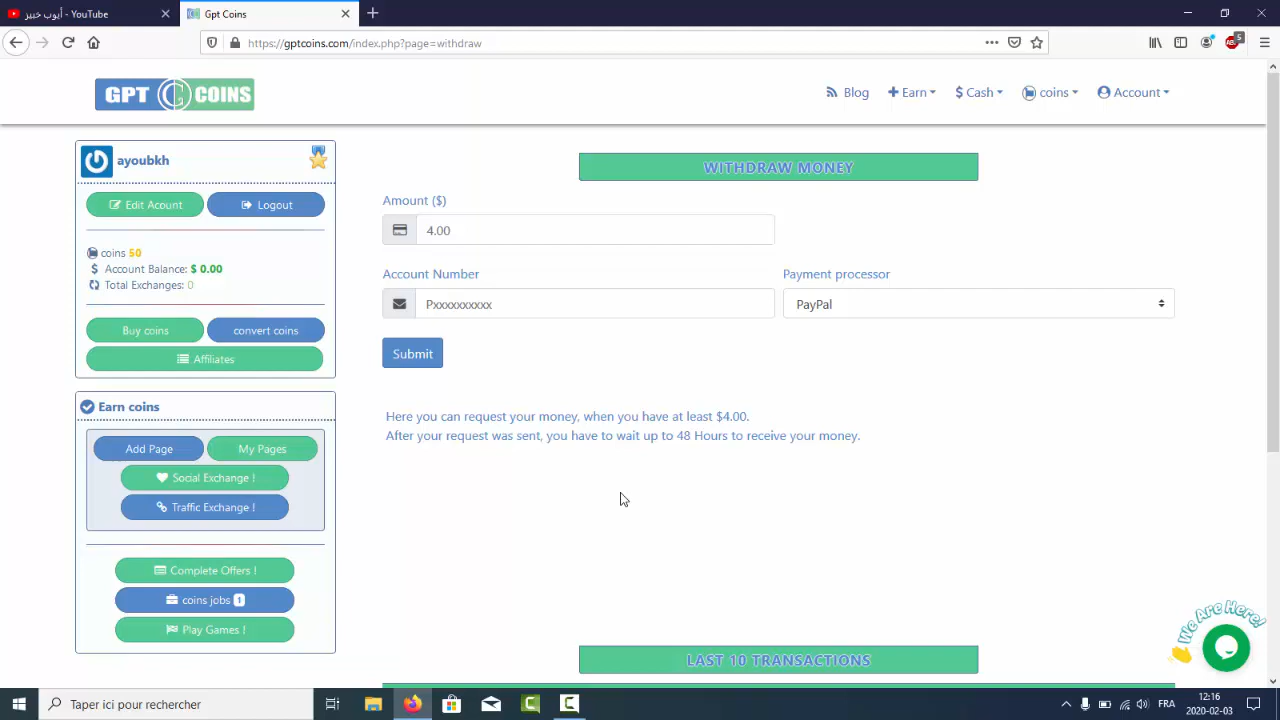 أيوب خبيز - YouTube
Gpt Coins
https://gptcoins.com/index.php?page=withdraw
5
GPT COINS
Blog
Earn
$ Cash
coins
Account
ayoubkh
Edit Acount
Logout
coins 50
$ Account Balance: $ 0.00
Total Exchanges: 0
Buy coins
convert coins
Affiliates
Earn coins
Add Page
My Pages
Social Exchange !
Traffic Exchange !
Complete Offers !
coins jobs 1
Play Games !
WITHDRAW MONEY
Amount ($)
4.00
Account Number
Payment processor
Pxxxxxxxxxx
PayPal
Submit
Here you can request your money, when you have at least $4.00.
After your request was sent, you have to wait up to 48 Hours to receive your money.
LAST 10 TRANSACTIONS
We Are Here!
Taper ici pour rechercher
FRA
12:16
2020-02-03